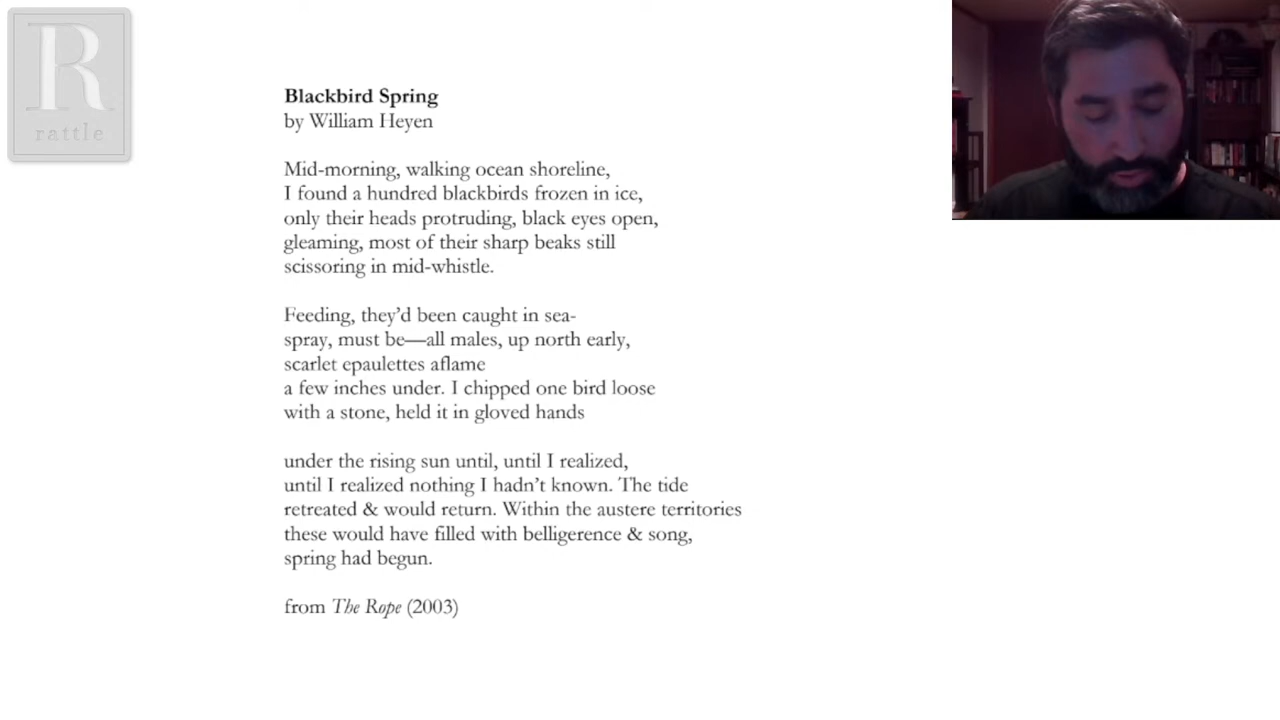 R
rattle
Blackbird Spring
by William Heyen
Mid-morning, walking ocean shoreline,
I found a hundred blackbirds frozen in ice,
only their heads protruding, black eyes open,
gleaming, most of their sharp beaks still
scissoring in mid-whistle.
Feeding, they’d been caught in sea-
spray, must be—all males, up north early,
scarlet epaulettes aflame
a few inches under. I chipped one bird loose
with a stone, held it in gloved hands
under the rising sun until, until I realized,
until I realized nothing I hadn’t known. The tide
retreated & would return. Within the austere territories
these would have filled with belligerence & song,
spring had begun.
from The Rope (2003)